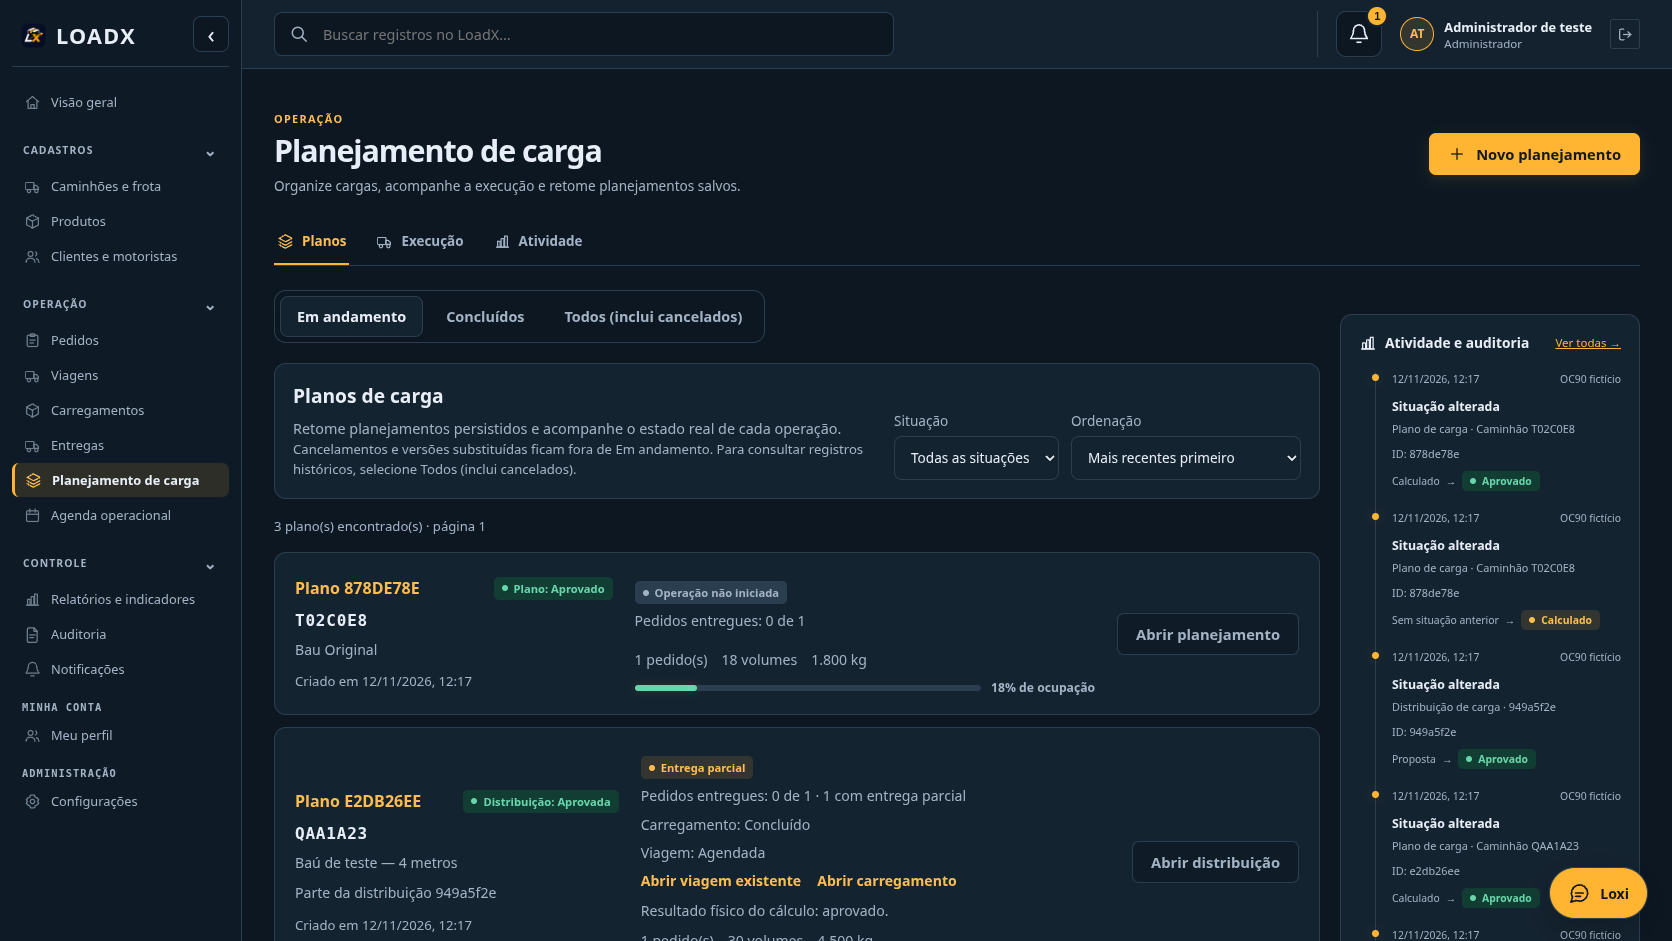 LOADX
Visão geral
CADASTROS
Caminhões e frota
Produtos
Clientes e motoristas
OPERAÇÃO
Pedidos
Viagens
Carregamentos
Entregas
Planejamento de carga
Agenda operacional
CONTROLE
Relatórios e indicadores
Auditoria
Notificações
MINHA CONTA
Meu perfil
ADMINISTRAÇÃO
Configurações
Buscar registros no LoadX...
1
AT
Administrador de teste
Administrador
OPERAÇÃO
Planejamento de carga
Organize cargas, acompanhe a execução e retome planejamentos salvos.
+ Novo planejamento
Planos
Execução
Atividade
Em andamento
Concluídos
Todos (inclui cancelados)
Planos de carga
Retome planejamentos persistidos e acompanhe o estado real de cada operação.
Cancelamentos e versões substituídas ficam fora de Em andamento. Para consultar registros
históricos, selecione Todos (inclui cancelados).
Situação
Todas as situações
Ordenação
Mais recentes primeiro
3 plano(s) encontrado(s) · página 1
Plano 878DE78E
Plano: Aprovado
T02C0E8
Bau Original
Criado em 12/11/2026, 12:17
Operação não iniciada
Pedidos entregues: 0 de 1
1 pedido(s) 18 volumes 1.800 kg
18% de ocupação
Abrir planejamento
Plano E2DB26EE
Distribuição: Aprovada
QAA1A23
Baú de teste — 4 metros
Parte da distribuição 949a5f2e
Criado em 12/11/2026, 12:17
Entrega parcial
Pedidos entregues: 0 de 1 · 1 com entrega parcial
Carregamento: Concluído
Viagem: Agendada
Abrir viagem existente Abrir carregamento
Resultado físico do cálculo: aprovado.
1 pedido(s) 30 volumes 4.500 kg
Abrir distribuição
Atividade e auditoria
Ver todas →
12/11/2026, 12:17 OC90 fictício
Situação alterada
Plano de carga · Caminhão T02C0E8
ID: 878de78e
Calculado → Aprovado
12/11/2026, 12:17 OC90 fictício
Situação alterada
Plano de carga · Caminhão T02C0E8
ID: 878de78e
Sem situação anterior → Calculado
12/11/2026, 12:17 OC90 fictício
Situação alterada
Distribuição de carga · 949a5f2e
ID: 949a5f2e
Proposta → Aprovado
12/11/2026, 12:17 OC90 fictício
Situação alterada
Plano de carga · Caminhão QAA1A23
ID: e2db26ee
Calculado → Aprovado
12/11/2026, 12:17 OC90 fictício
Loxi